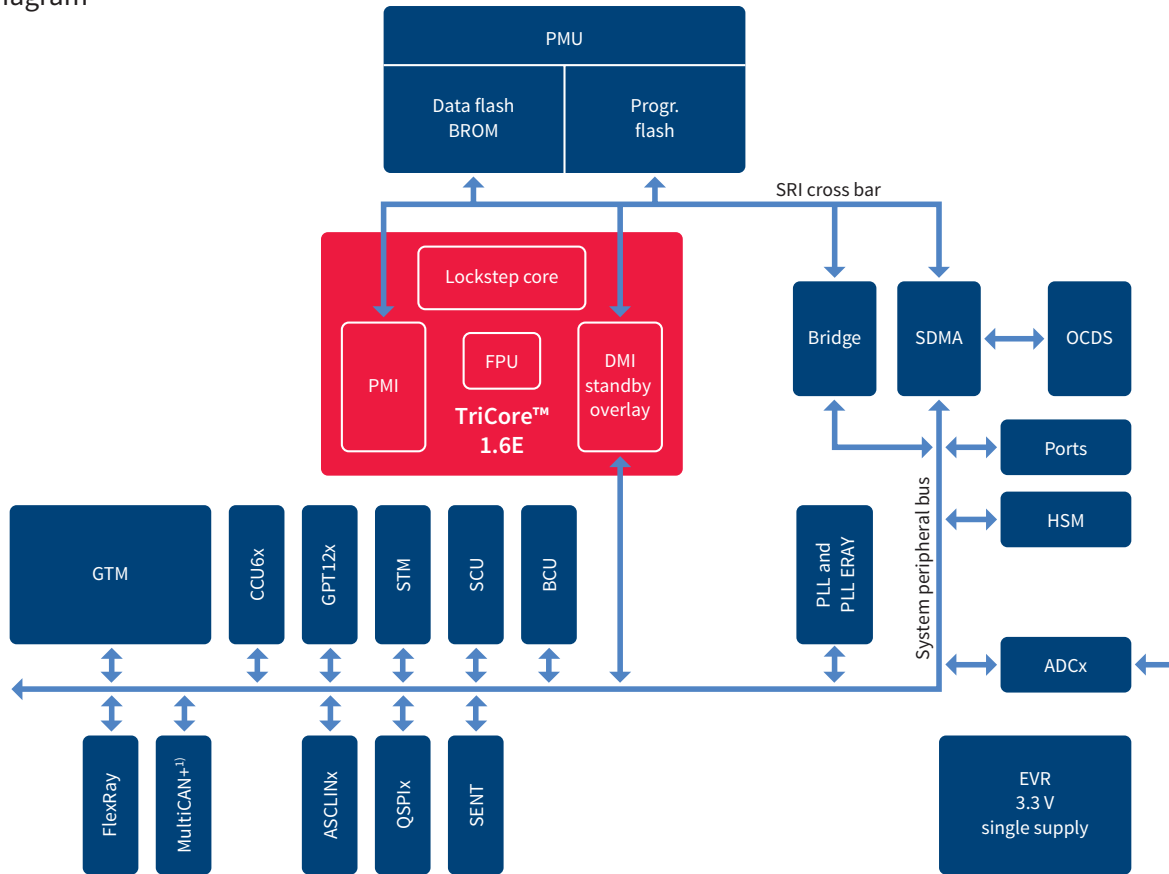 PMU
Data flash
BROM
Progr.
flash
SRI cross bar
Lockstep core
PMI
FPU
DMI
standby
overlay
TriCore™
1.6E
Bridge
SDMA
OCDS
Ports
HSM
System peripheral bus
GTM
CCU6x
GPT12x
STM
SCU
BCU
PLL and
PLL ERAY
ADCx
FlexRay
MultiCAN+¹⁾
ASCLINx
QSPIx
SENT
EVR
3.3 V
single supply